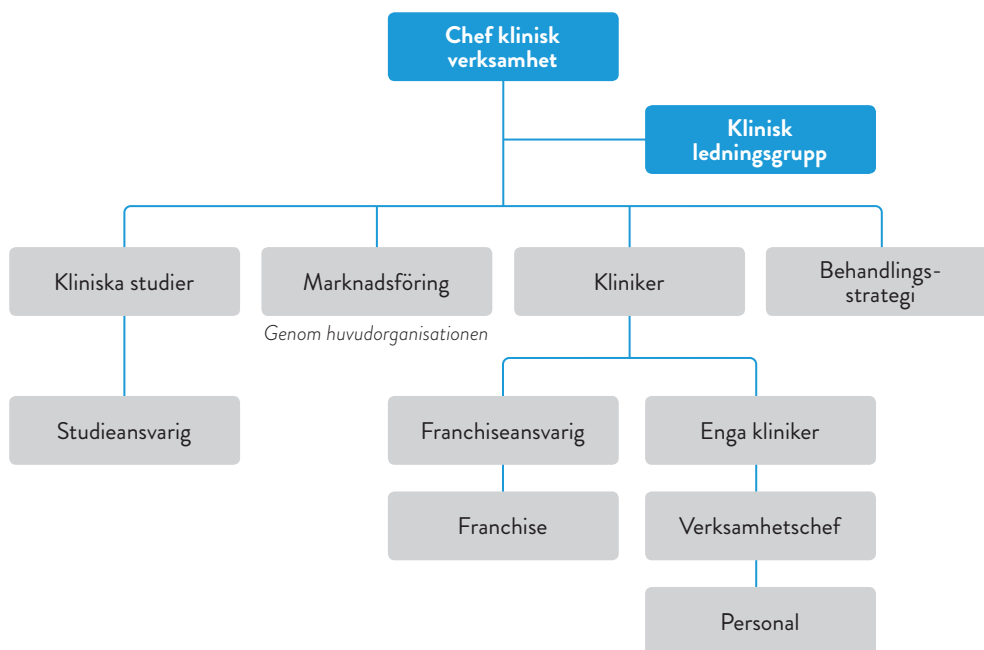 Chef klinisk
verksamhet
Klinisk
ledningsgrupp
Kliniska studier
Marknadsföring
Kliniker
Behandlings-
strategi
Genom huvudorganisationen
Studieansvarig
Franchiseansvarig
Enga kliniker
Franchise
Verksamhetschef
Personal